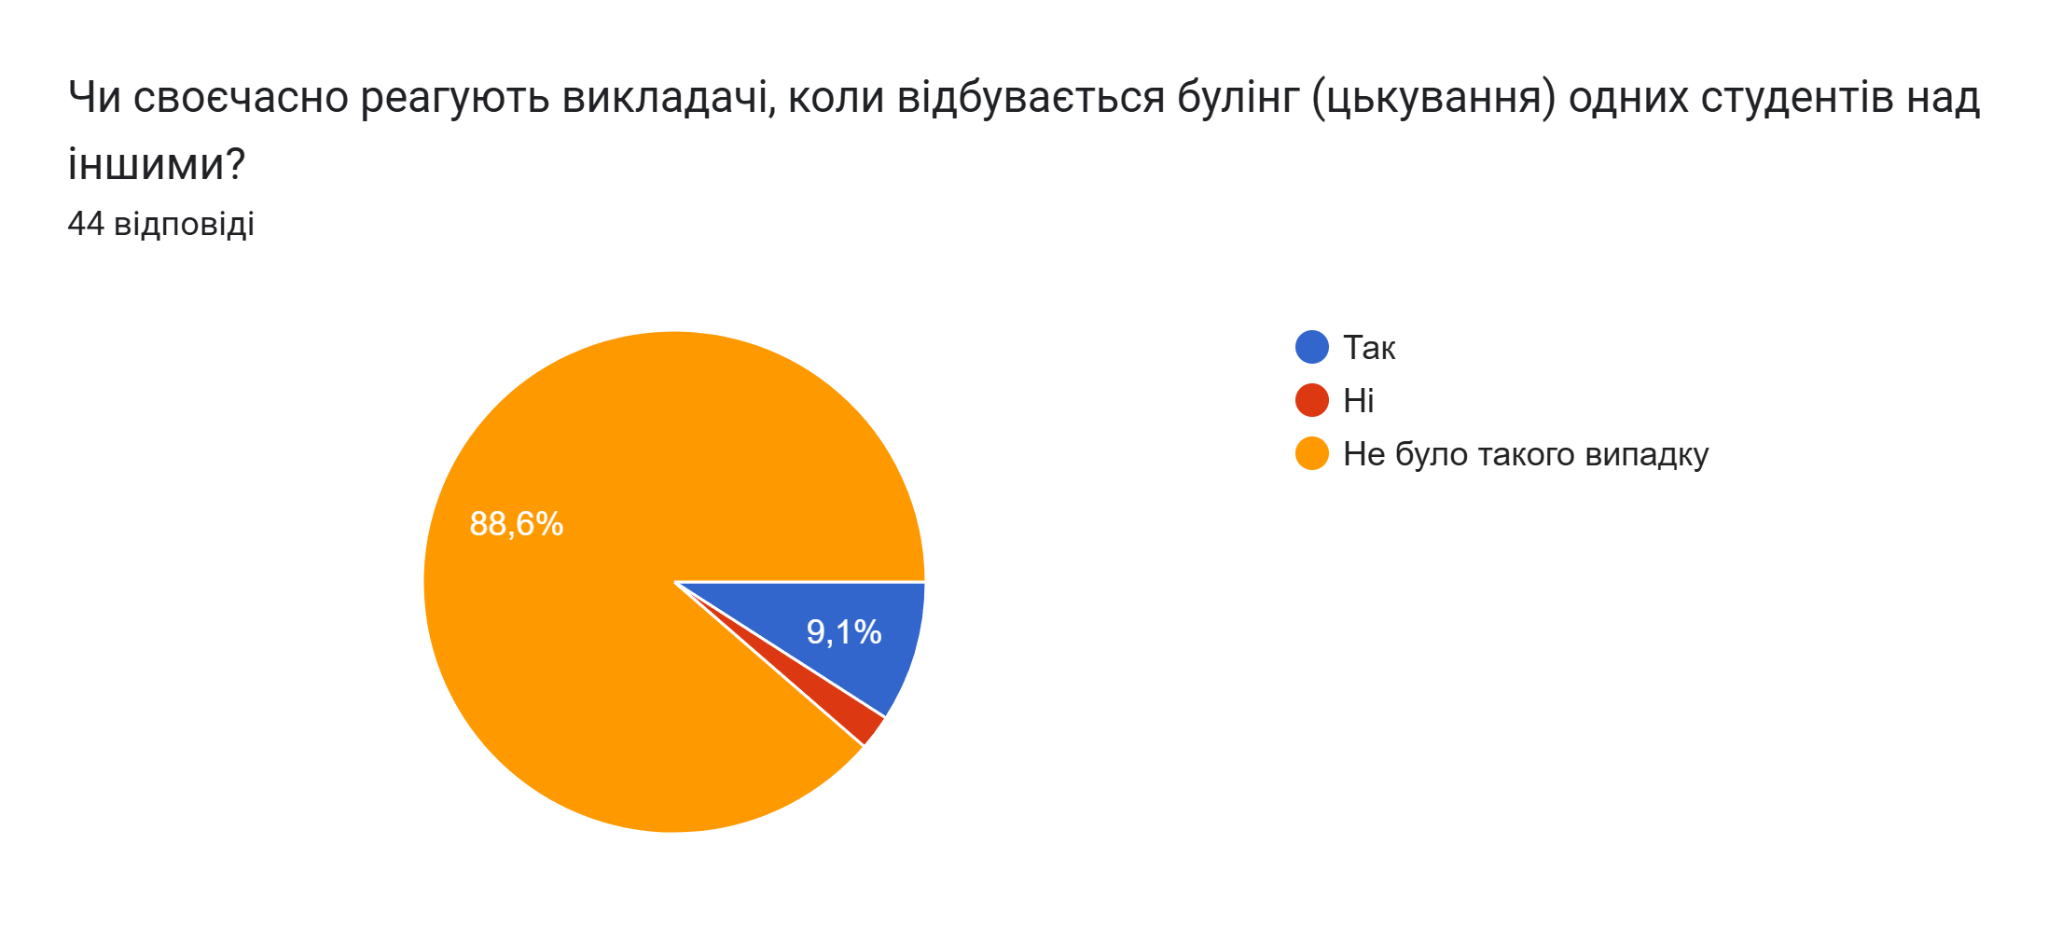 Чи своєчасно реагують викладачі, коли відбувається булінг (цькування) одних студентів над
іншими?
44 відповіді
Так
Ні
Не було такого випадку
88,6%
9,1%